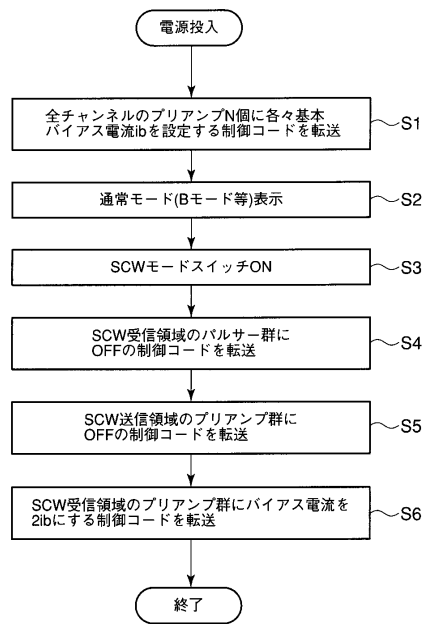 電源投入
全チャンネルのプリアンプN個に各々基本
バイアス電流ibを設定する制御コードを転送
S1
通常モード(Bモード等)表示
S2
SCWモードスイッチON
S3
SCW受信領域のパルサー群に
OFFの制御コードを転送
S4
SCW送信領域のプリアンプ群に
OFFの制御コードを転送
S5
SCW受信領域のプリアンプ群にバイアス電流を
2ibにする制御コードを転送
S6
終了